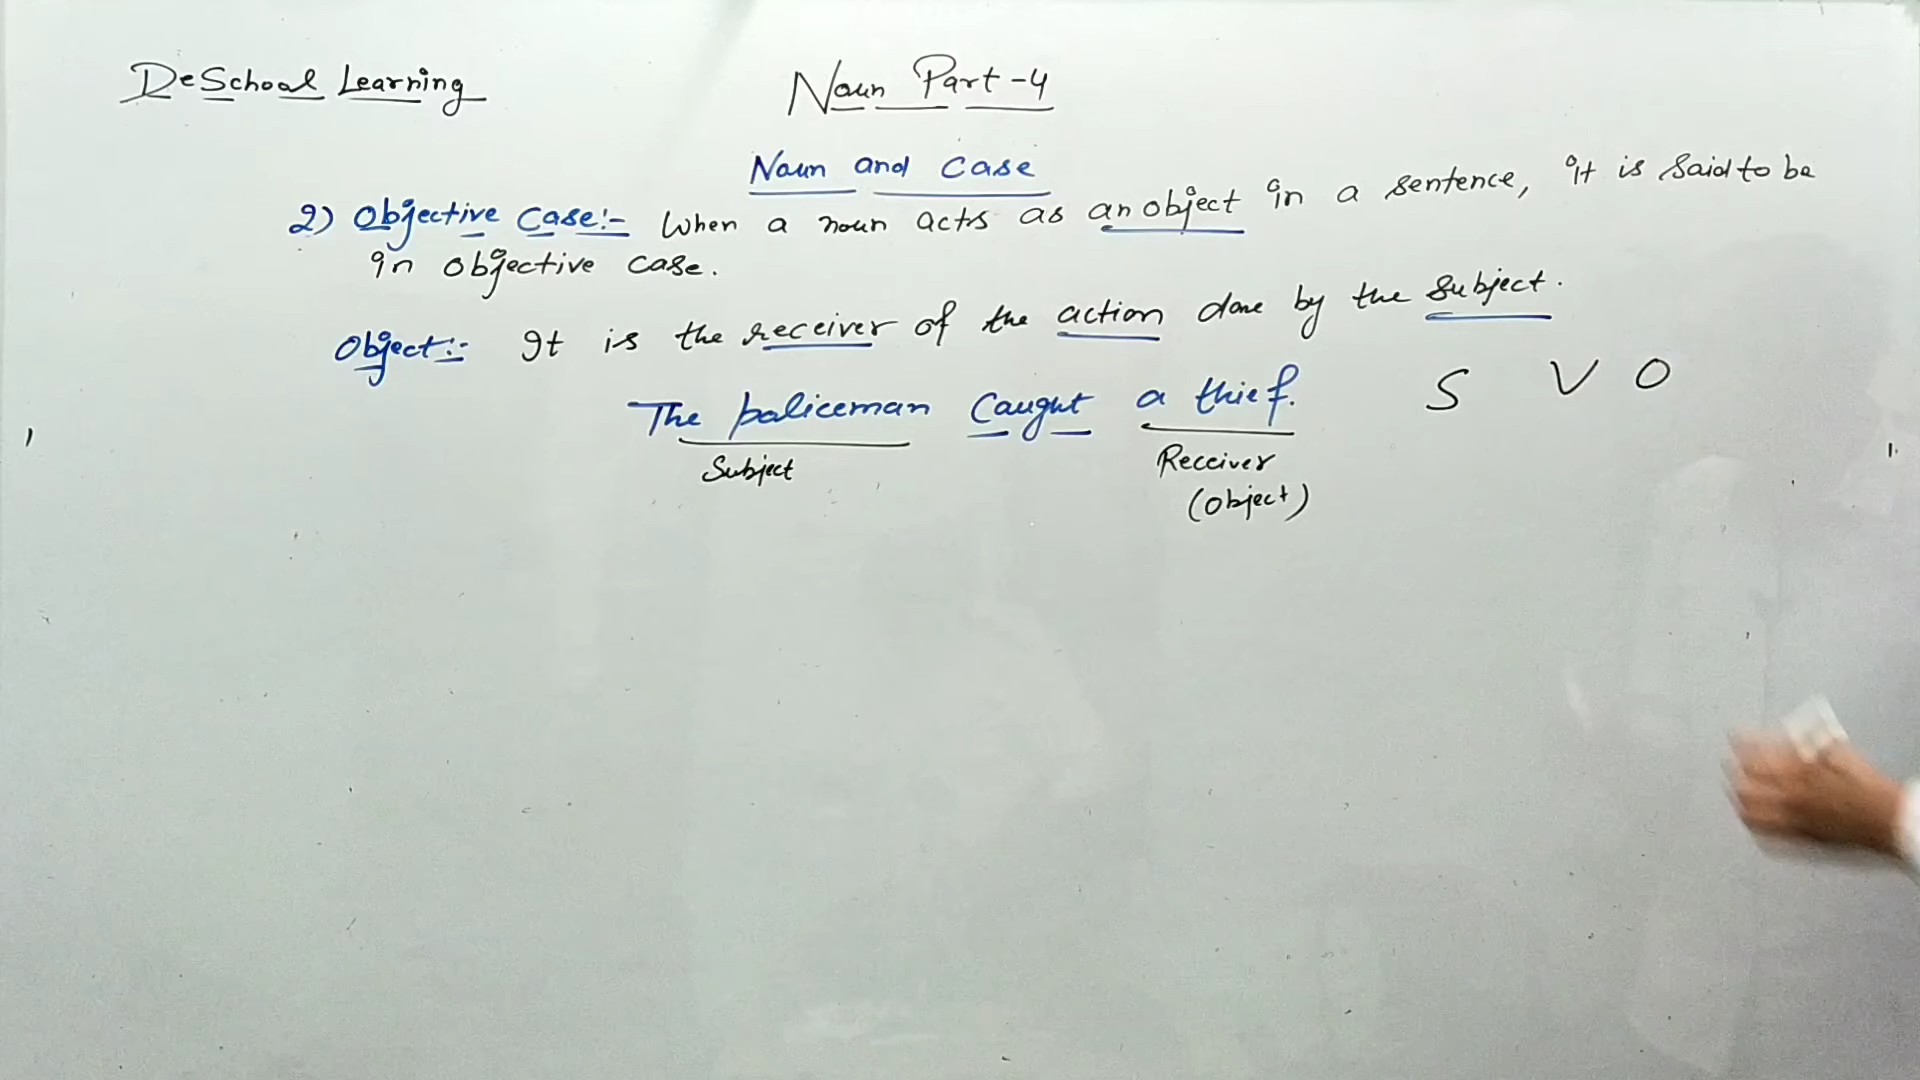 DeSchool Learning
Noun Part-4
Noun and Case
2) Objective Case:- When a noun acts as an object in a sentence, it is said to be
in objective case.
Object:- It is the receiver of the action done by the subject.
The policeman caught a thief. S V O
Subject Receiver
(object)